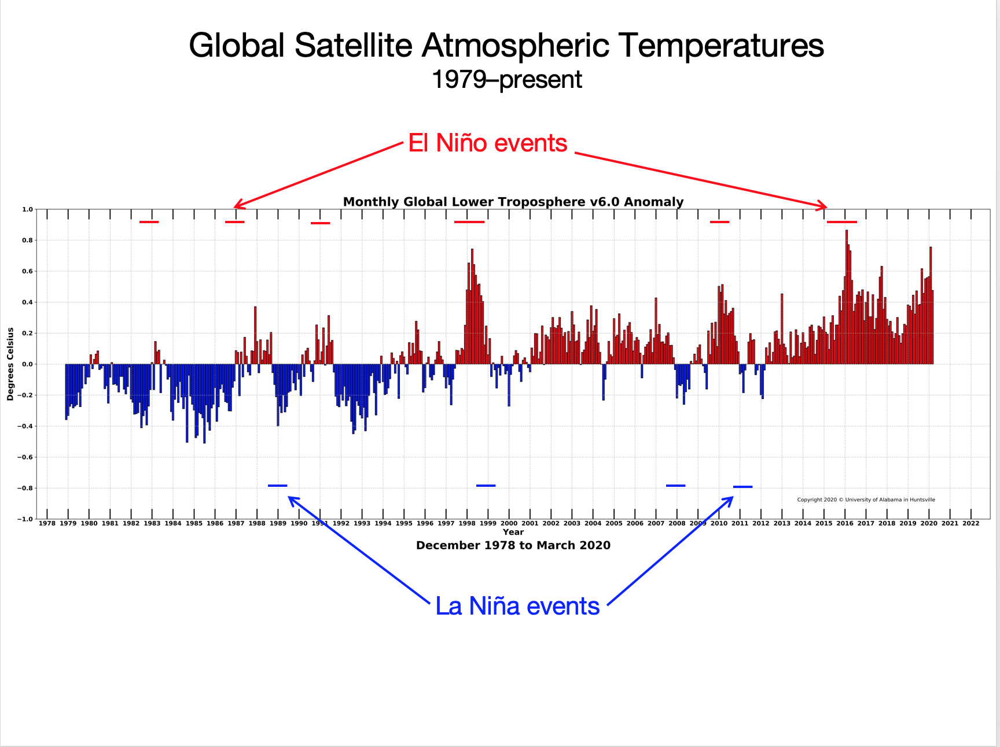 Global Satellite Atmospheric Temperatures
1979–present
El Niño events
Monthly Global Lower Troposphere v6.0 Anomaly
1.0
0.8
0.6
0.4
0.2
0.0
−0.2
−0.4
−0.6
−0.8
−1.0
Degrees Celsius
Copyright 2020 © University of Alabama in Huntsville
1978 1979 1980 1981 1982 1983 1984 1985 1986 1987 1988 1989 1990 1991 1992 1993 1994 1995 1996 1997 1998 1999 2000 2001 2002 2003 2004 2005 2006 2007 2008 2009 2010 2011 2012 2013 2014 2015 2016 2017 2018 2019 2020 2021 2022
Year
December 1978 to March 2020
La Niña events